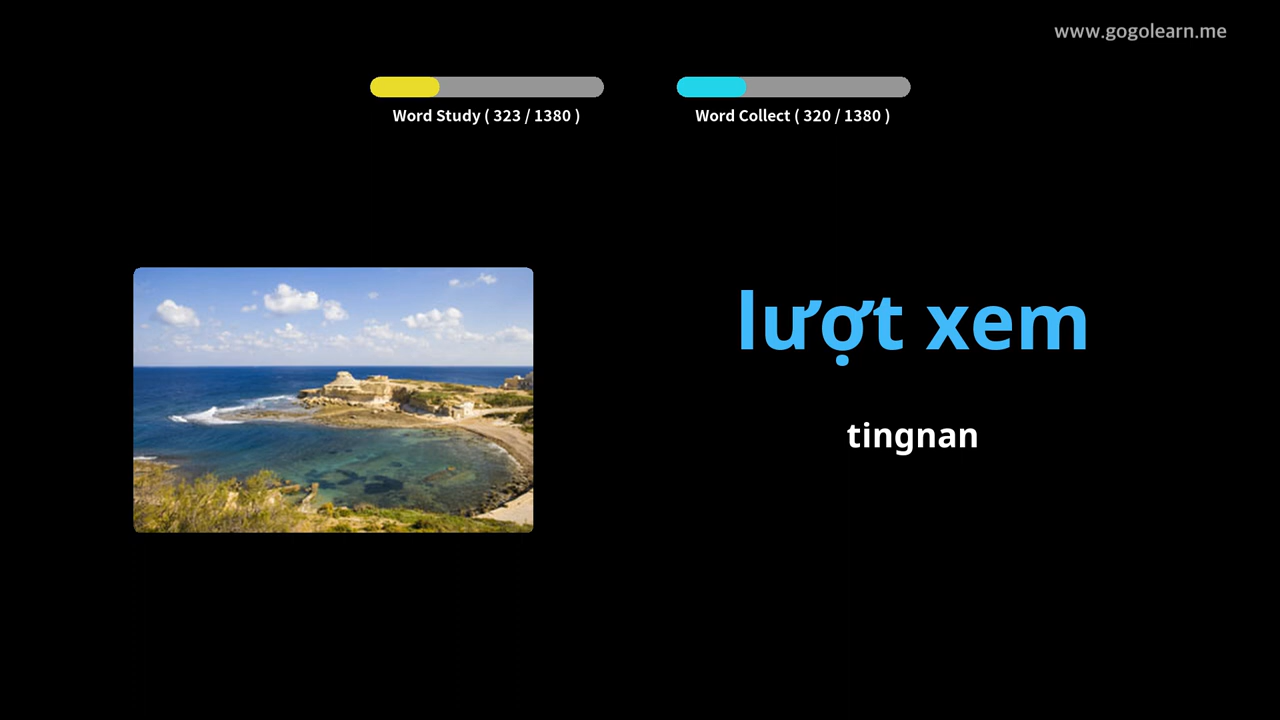 www.gogolearn.me
Word Study ( 323 / 1380 )
Word Collect ( 320 / 1380 )
lượt xem
tingnan